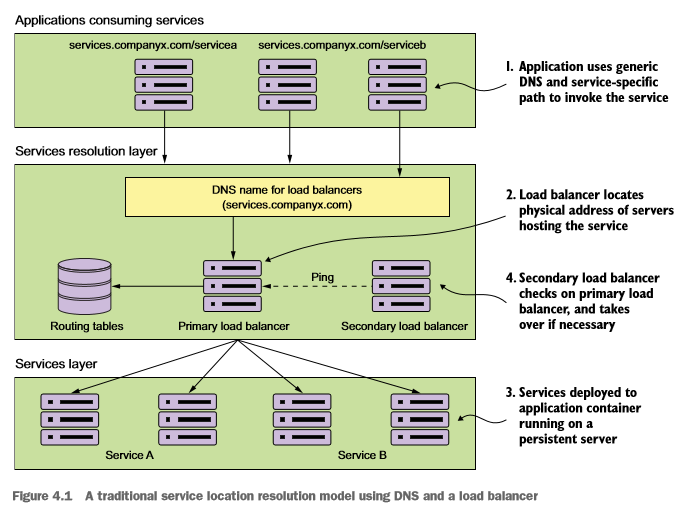 Applications consuming services
services.companyx.com/servicea
services.companyx.com/serviceb
1. Application uses generic
DNS and service-specific
path to invoke the service
Services resolution layer
DNS name for load balancers
(services.companyx.com)
2. Load balancer locates
physical address of servers
hosting the service
Ping
Routing tables
Primary load balancer
Secondary load balancer
4. Secondary load balancer
checks on primary load
balancer, and takes
over if necessary
Services layer
Service A
Service B
3. Services deployed to
application container
running on a
persistent server
Figure 4.1 A traditional service location resolution model using DNS and a load balancer